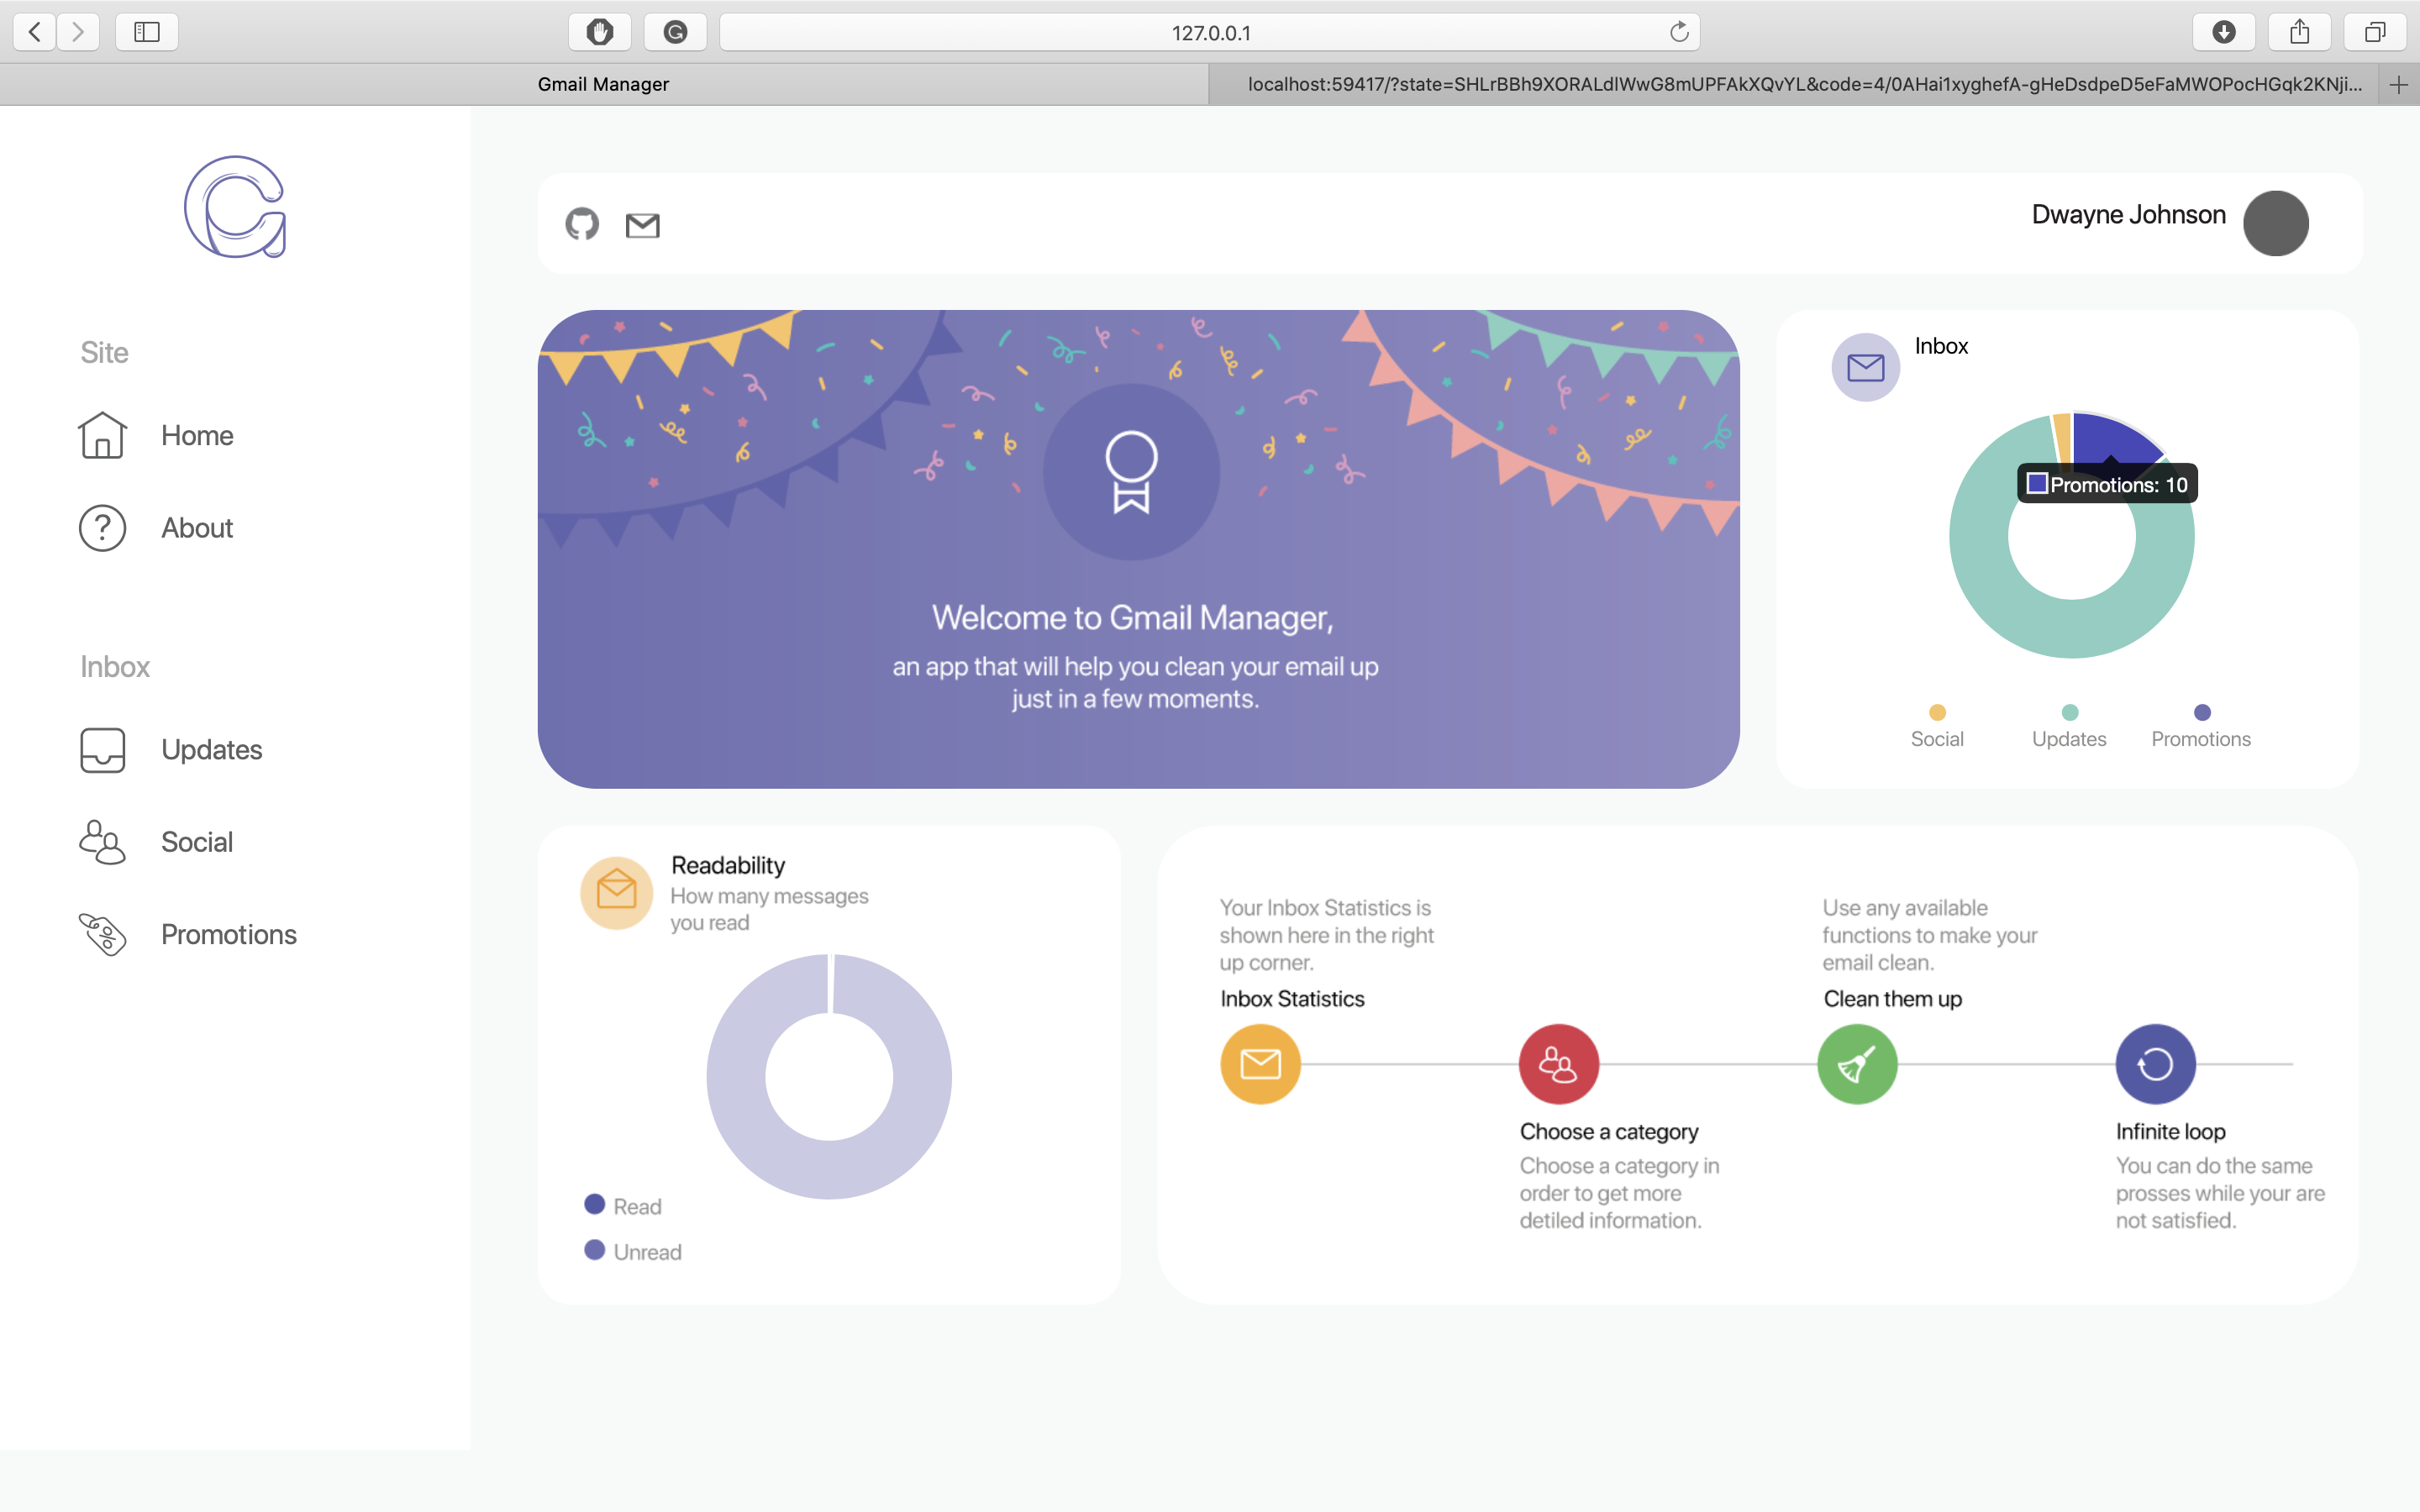 127.0.0.1
Gmail Manager
localhost:59417/?state=SHLrBBh9XORALdlWwG8mUPFAkXQvYL&code=4/0AHai1xyghefA-gHeDsdpeD5eFaMWOPocHGqk2KNji...
Dwayne Johnson
Site
Home
About
Inbox
Updates
Social
Promotions
Welcome to Gmail Manager,
an app that will help you clean your email up
just in a few moments.
Inbox
Promotions: 10
Social
Updates
Promotions
Readability
How many messages
you read
Read
Unread
Your Inbox Statistics is
shown here in the right
up corner.
Inbox Statistics
Choose a category
Choose a category in
order to get more
detiled information.
Use any available
functions to make your
email clean.
Clean them up
Infinite loop
You can do the same
prosses while your are
not satisfied.